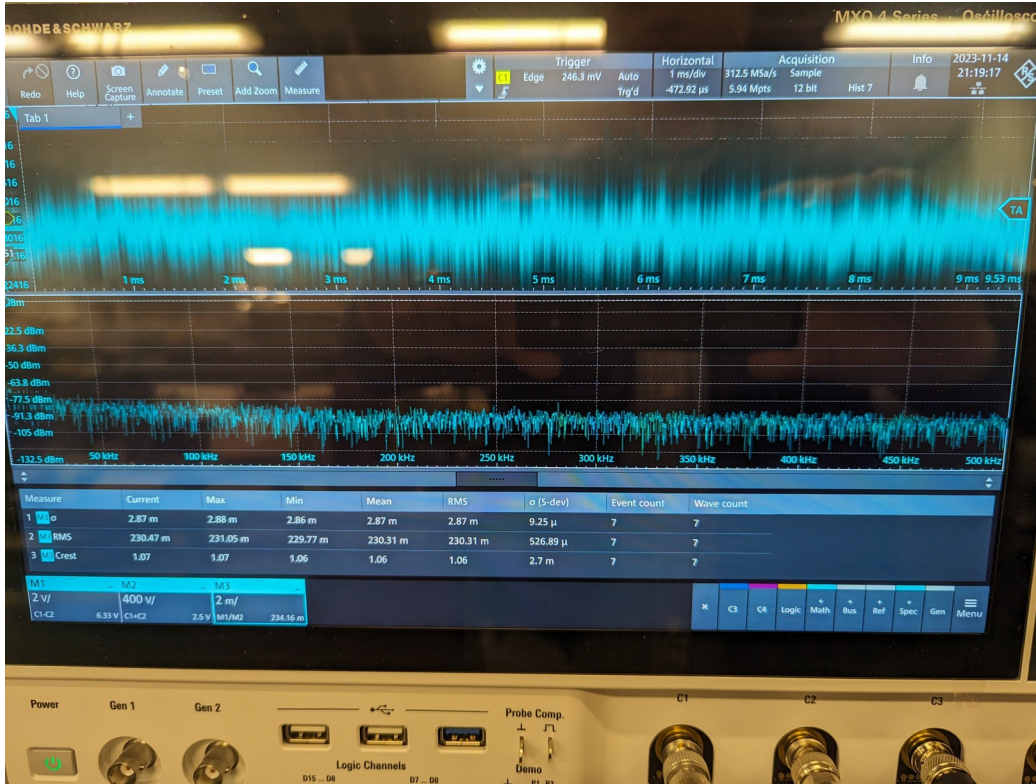 ROHDE&SCHWARZ
MXO 4 Series · Oscillosco
Redo
Help
Screen Capture
Annotate
Preset
Add Zoom
Measure
C1
Trigger
Edge 246.3 mV Auto
Trig'd
Horizontal
1 ms/div
-472.92 µs
Acquisition
312.5 MSa/s Sample
5.94 Mpts 12 bit Hist 7
Info
2023-11-14
21:19:17
Tab 1 +
TA
22416
1 ms 2 ms 3 ms 4 ms 5 ms 6 ms 7 ms 8 ms 9 ms 9.53 ms
dBm
22.5 dBm
36.3 dBm
-50 dBm
-63.8 dBm
-77.5 dBm
-91.3 dBm
-105 dBm
-132.5 dBm
50 kHz 100 kHz 150 kHz 200 kHz 250 kHz 300 kHz 350 kHz 400 kHz 450 kHz 500 kHz
Measure Current Max Min Mean RMS σ (S-dev) Event count Wave count
1 M3 σ 2.87 m 2.88 m 2.86 m 2.87 m 2.87 m 9.25 µ 7 7
2 M3 RMS 230.47 m 231.05 m 229.77 m 230.31 m 230.31 m 526.89 µ 7 7
3 M3 Crest 1.07 1.07 1.06 1.06 1.06 2.7 m 7 7
M1 M2 M3
2 V/ 400 V/ 2 m/
C1-C2 6.33 V C1+C2 2.5 V M1/M2 234.16 m
C3
C4
Logic
+ Math
+ Bus
+ Ref
+ Spec
Gen
Menu
Power
Gen 1
Gen 2
Probe Comp.
C1
C2
C3
Demo
Logic Channels
D15 ... D8
D7 ... D0